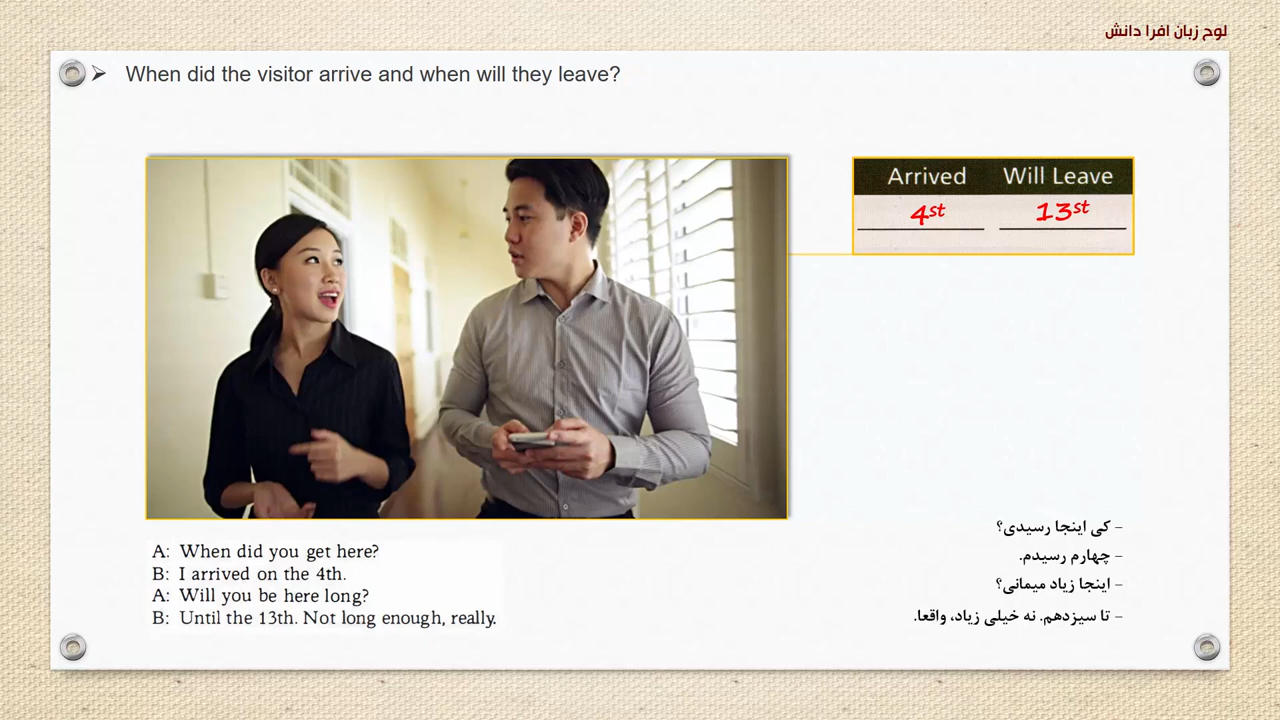 لوح زبان افرا دانش
When did the visitor arrive and when will they leave?
Arrived Will Leave
4st 13st
A: When did you get here?
B: I arrived on the 4th.
A: Will you be here long?
B: Until the 13th. Not long enough, really.
– کی اینجا رسیدی؟
– چهارم رسیدم.
– اینجا زیاد میمانی؟
– تا سیزدهم. نه خیلی زیاد، واقعا.